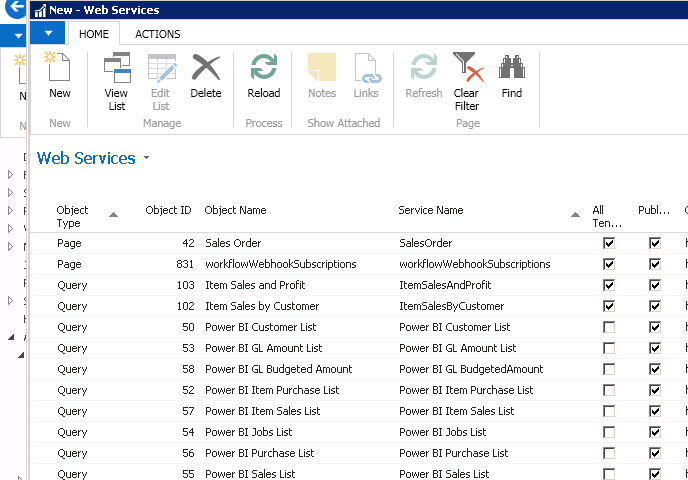 New - Web Services
HOME ACTIONS
New View List Edit List Delete Reload Notes Links Refresh Clear Filter Find
New Manage Process Show Attached Page
Web Services
Object Type Object ID Object Name Service Name All Ten... Publ...
Page 42 Sales Order SalesOrder
Page 831 workflowWebhookSubscriptions workflowWebhookSubscriptions
Query 103 Item Sales and Profit ItemSalesAndProfit
Query 102 Item Sales by Customer ItemSalesByCustomer
Query 50 Power BI Customer List Power BI Customer List
Query 53 Power BI GL Amount List Power BI GL Amount List
Query 58 Power BI GL Budgeted Amount Power BI GL BudgetedAmount
Query 52 Power BI Item Purchase List Power BI Item Purchase List
Query 57 Power BI Item Sales List Power BI Item Sales List
Query 54 Power BI Jobs List Power BI Jobs List
Query 56 Power BI Purchase List Power BI Purchase List
Query 55 Power BI Sales List Power BI Sales List